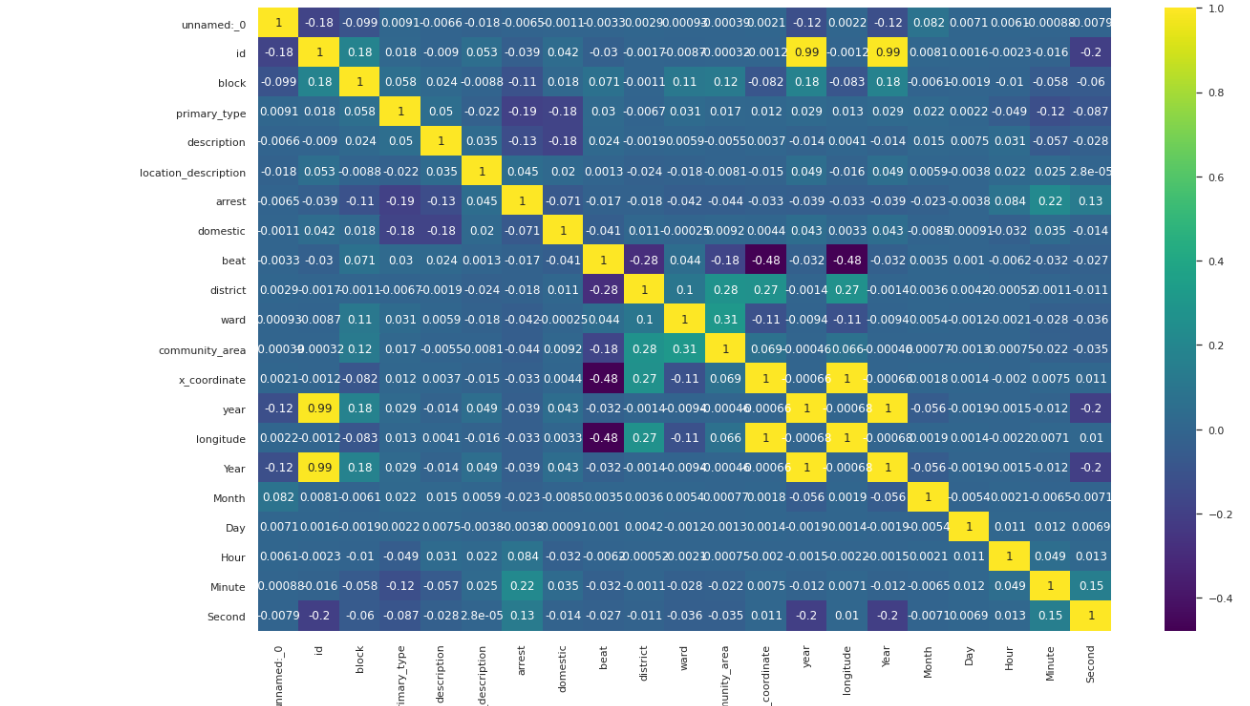 unnamed:_0 1 -0.18 -0.099 0.0091 -0.0066 -0.018 -0.0065 -0.0011 -0.0033 0.0029 0.00093 0.00039 0.0021 -0.12 0.0022 -0.12 0.082 0.0071 0.0061 -0.00088 -0.0079
id -0.18 1 0.18 0.018 -0.009 0.053 -0.039 0.042 -0.03 -0.0017 -0.0087 -0.00032 -0.0012 0.99 -0.0012 0.99 0.0081 0.0016 -0.0023 -0.016 -0.2
block -0.099 0.18 1 0.058 0.024 -0.0088 -0.11 0.018 0.071 -0.0011 0.11 0.12 -0.082 0.18 -0.083 0.18 -0.0061 -0.0019 -0.01 -0.058 -0.06
primary_type 0.0091 0.018 0.058 1 0.05 -0.022 -0.19 -0.18 0.03 -0.0067 0.031 0.017 0.012 0.029 0.013 0.029 0.022 0.0022 -0.049 -0.12 -0.087
description -0.0066 -0.009 0.024 0.05 1 0.035 -0.13 -0.18 0.024 -0.0019 0.0059 -0.0055 0.0037 -0.014 0.0041 -0.014 0.015 0.0075 0.031 -0.057 -0.028
location_description -0.018 0.053 -0.0088 -0.022 0.035 1 0.045 0.02 0.0013 -0.024 -0.018 -0.0081 -0.015 0.049 -0.016 0.049 0.0059 -0.0038 0.022 0.025 2.8e-05
arrest -0.0065 -0.039 -0.11 -0.19 -0.13 0.045 1 -0.071 -0.017 -0.018 -0.042 -0.044 -0.033 -0.039 -0.033 -0.039 -0.023 -0.0038 0.084 0.22 0.13
domestic -0.0011 0.042 0.018 -0.18 -0.18 0.02 -0.071 1 -0.041 0.011 -0.00025 0.0092 0.0044 0.043 0.0033 0.043 -0.0085 0.00091 -0.032 0.035 -0.014
beat -0.0033 -0.03 0.071 0.03 0.024 0.0013 -0.017 -0.041 1 -0.28 0.044 -0.18 -0.48 -0.032 -0.48 -0.032 0.0035 0.001 -0.0062 -0.032 -0.027
district 0.0029 -0.0017 -0.0011 -0.0067 -0.0019 -0.024 -0.018 0.011 -0.28 1 0.1 0.28 0.27 -0.0014 0.27 -0.0014 0.0036 0.0042 -0.00052 -0.0011 -0.011
ward 0.00093 -0.0087 0.11 0.031 0.0059 -0.018 -0.042 -0.00025 0.044 0.1 1 0.31 -0.11 -0.0094 -0.11 -0.0094 0.0054 -0.0012 -0.0021 -0.028 -0.036
community_area 0.00039 -0.00032 0.12 0.017 -0.0055 -0.0081 -0.044 0.0092 -0.18 0.28 0.31 1 0.069 -0.00046 0.066 -0.00046 0.00077 -0.0013 -0.00075 -0.022 -0.035
x_coordinate 0.0021 -0.0012 -0.082 0.012 0.0037 -0.015 -0.033 0.0044 -0.48 0.27 -0.11 0.069 1 -0.00066 1 -0.00066 0.0018 0.0014 -0.002 0.0075 0.011
year -0.12 0.99 0.18 0.029 -0.014 0.049 -0.039 0.043 -0.032 -0.0014 -0.0094 -0.00046 -0.00066 1 -0.00068 1 -0.056 -0.0019 -0.0015 -0.012 -0.2
longitude 0.0022 -0.0012 -0.083 0.013 0.0041 -0.016 -0.033 0.0033 -0.48 0.27 -0.11 0.066 1 -0.00068 1 -0.00068 0.0019 0.0014 -0.0022 0.0071 0.01
Year -0.12 0.99 0.18 0.029 -0.014 0.049 -0.039 0.043 -0.032 -0.0014 -0.0094 -0.00046 -0.00066 1 -0.00068 1 -0.056 -0.0019 -0.0015 -0.012 -0.2
Month 0.082 0.0081 -0.0061 0.022 0.015 0.0059 -0.023 -0.0085 0.0035 0.0036 0.0054 0.00077 0.0018 -0.056 0.0019 -0.056 1 -0.0054 0.0021 -0.0065 -0.0071
Day 0.0071 0.0016 -0.0019 0.0022 0.0075 -0.0038 -0.0038 -0.00091 0.001 0.0042 -0.0012 -0.0013 0.0014 -0.0019 0.0014 -0.0019 -0.0054 1 0.011 0.012 0.0069
Hour 0.0061 -0.0023 -0.01 -0.049 0.031 0.022 0.084 -0.032 -0.0062 0.00052 0.0021 -0.00075 -0.002 -0.0015 -0.0022 -0.0015 0.0021 0.011 1 0.049 0.013
Minute 0.00088 -0.016 -0.058 -0.12 -0.057 0.025 0.22 0.035 -0.032 -0.0011 -0.028 -0.022 0.0075 -0.012 0.0071 -0.012 -0.0065 0.012 0.049 1 0.15
Second -0.0079 -0.2 -0.06 -0.087 -0.028 2.8e-05 0.13 -0.014 -0.027 -0.011 -0.036 -0.035 0.011 -0.2 0.01 -0.2 -0.0071 0.0069 0.013 0.15 1
unnamed:_0
id
block
rimary_type
description
_description
arrest
domestic
beat
district
ward
munity_area
_coordinate
year
longitude
Year
Month
Day
Hour
Minute
Second
1.0
0.8
0.6
0.4
0.2
0.0
−0.2
−0.4